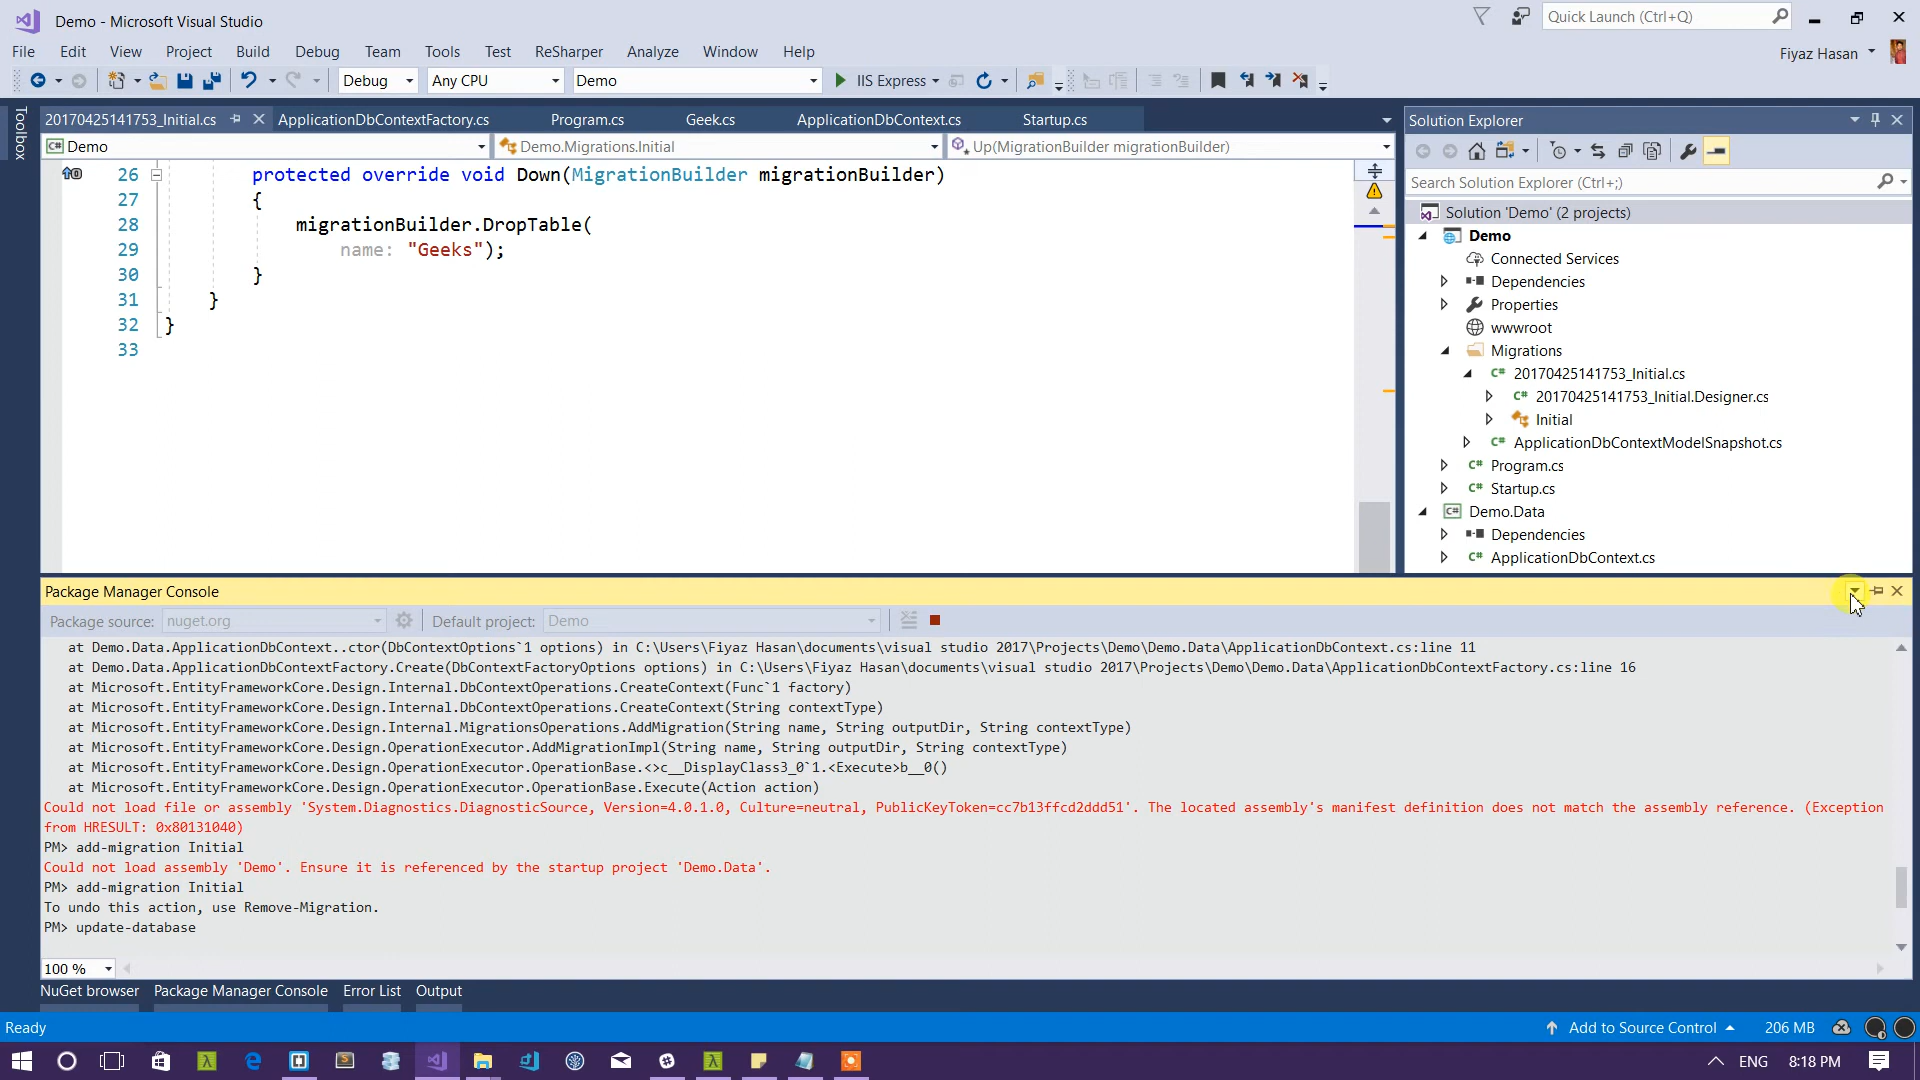 Demo - Microsoft Visual Studio
Quick Launch (Ctrl+Q)
File Edit View Project Build Debug Team Tools Test ReSharper Analyze Window Help
Fiyaz Hasan
Debug Any CPU Demo IIS Express
Toolbox
20170425141753_Initial.cs ApplicationDbContextFactory.cs Program.cs Geek.cs ApplicationDbContext.cs Startup.cs
Demo Demo.Migrations.Initial Up(MigrationBuilder migrationBuilder)
26 protected override void Down(MigrationBuilder migrationBuilder)
27 {
28 migrationBuilder.DropTable(
29 name: "Geeks");
30 }
31 }
32 }
33
Solution Explorer
Search Solution Explorer (Ctrl+;)
Solution 'Demo' (2 projects)
Demo
Connected Services
Dependencies
Properties
wwwroot
Migrations
C# 20170425141753_Initial.cs
C# 20170425141753_Initial.Designer.cs
Initial
C# ApplicationDbContextModelSnapshot.cs
C# Program.cs
C# Startup.cs
C# Demo.Data
Dependencies
C# ApplicationDbContext.cs
Package Manager Console
Package source: nuget.org Default project: Demo
at Demo.Data.ApplicationDbContext..ctor(DbContextOptions`1 options) in C:\Users\Fiyaz Hasan\documents\visual studio 2017\Projects\Demo\Demo.Data\ApplicationDbContext.cs:line 11
at Demo.Data.ApplicationDbContextFactory.Create(DbContextFactoryOptions options) in C:\Users\Fiyaz Hasan\documents\visual studio 2017\Projects\Demo\Demo.Data\ApplicationDbContextFactory.cs:line 16
at Microsoft.EntityFrameworkCore.Design.Internal.DbContextOperations.CreateContext(Func`1 factory)
at Microsoft.EntityFrameworkCore.Design.Internal.DbContextOperations.CreateContext(String contextType)
at Microsoft.EntityFrameworkCore.Design.Internal.MigrationsOperations.AddMigration(String name, String outputDir, String contextType)
at Microsoft.EntityFrameworkCore.Design.OperationExecutor.AddMigrationImpl(String name, String outputDir, String contextType)
at Microsoft.EntityFrameworkCore.Design.OperationExecutor.OperationBase.<>c__DisplayClass3_0`1.<Execute>b__0()
at Microsoft.EntityFrameworkCore.Design.OperationExecutor.OperationBase.Execute(Action action)
Could not load file or assembly 'System.Diagnostics.DiagnosticSource, Version=4.0.1.0, Culture=neutral, PublicKeyToken=cc7b13ffcd2ddd51'. The located assembly's manifest definition does not match the assembly reference. (Exception
from HRESULT: 0x80131040)
PM> add-migration Initial
Could not load assembly 'Demo'. Ensure it is referenced by the startup project 'Demo.Data'.
PM> add-migration Initial
To undo this action, use Remove-Migration.
PM> update-database
100 %
NuGet browser Package Manager Console Error List Output
Ready
Add to Source Control 206 MB
ENG 8:18 PM